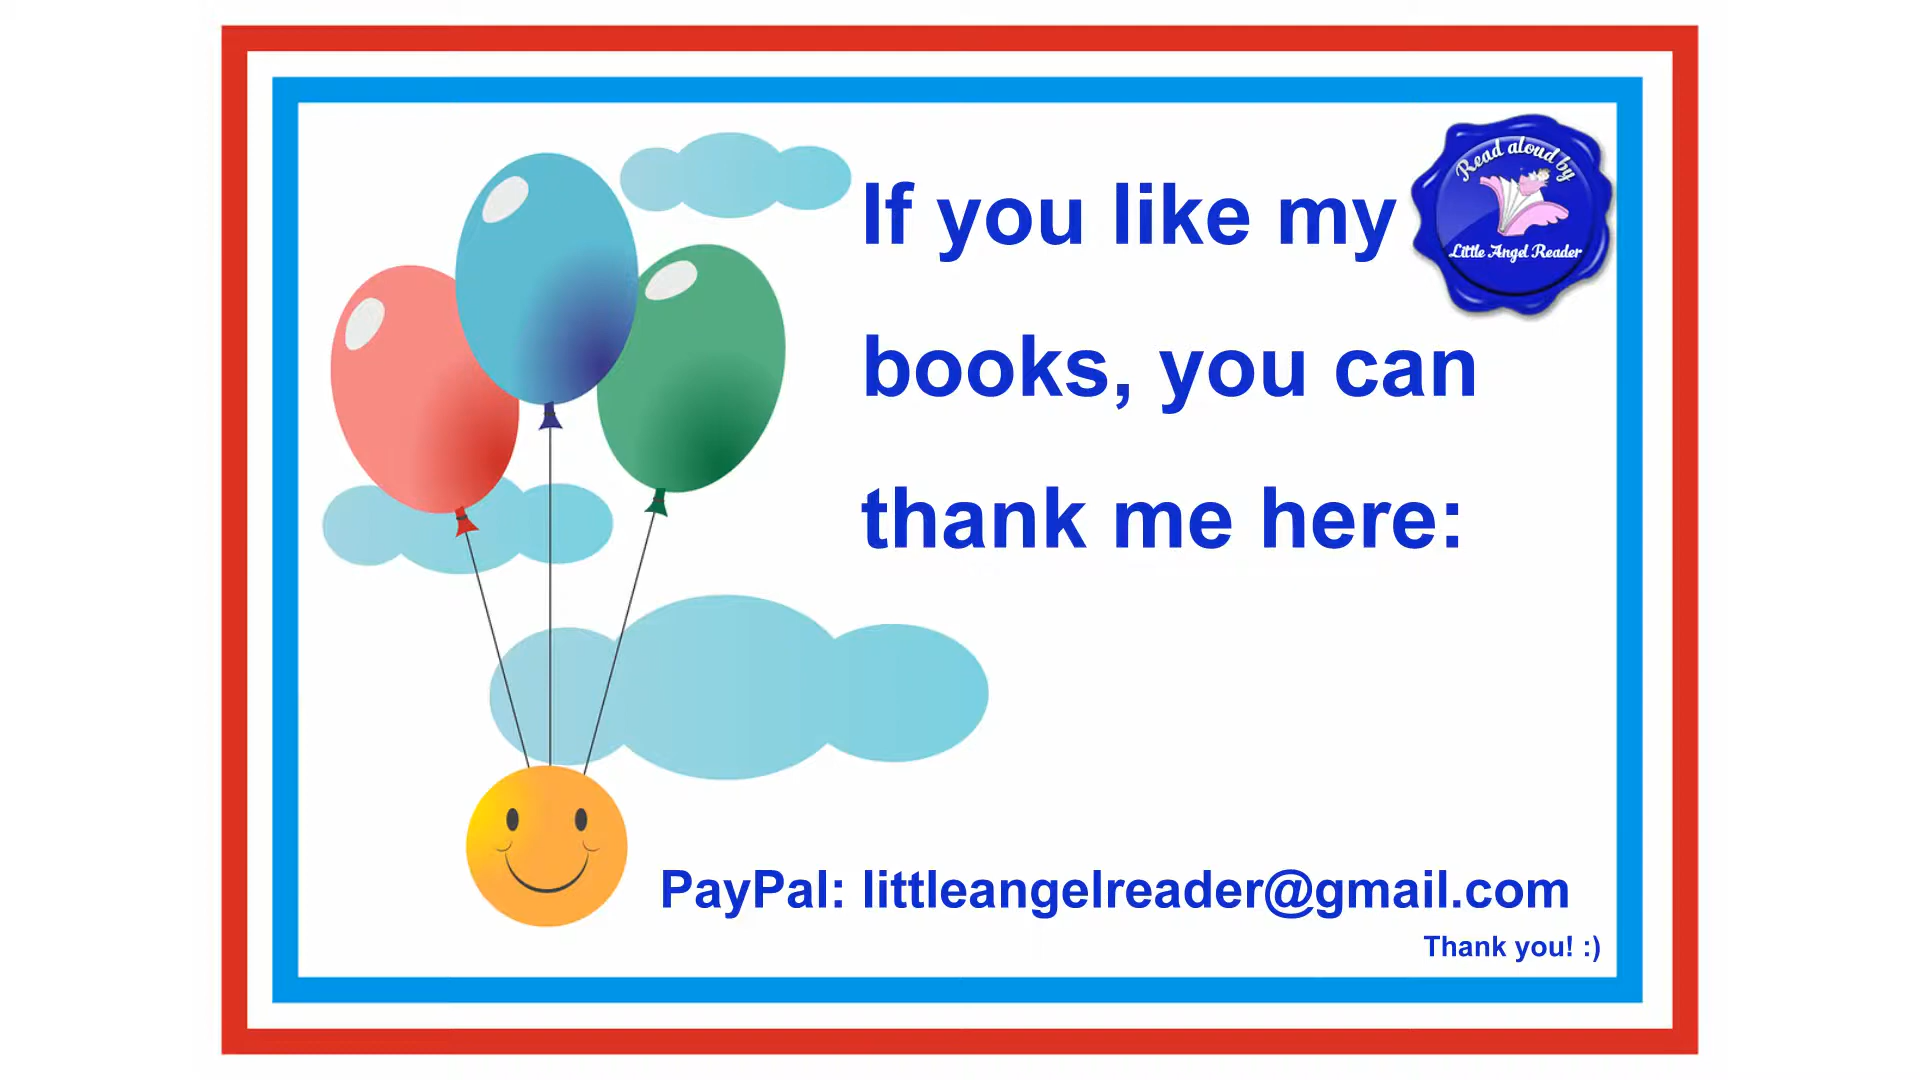 If you like my
books, you can
thank me here:
Read aloud by
Little Angel Reader
PayPal: littleangelreader@gmail.com
Thank you! :)